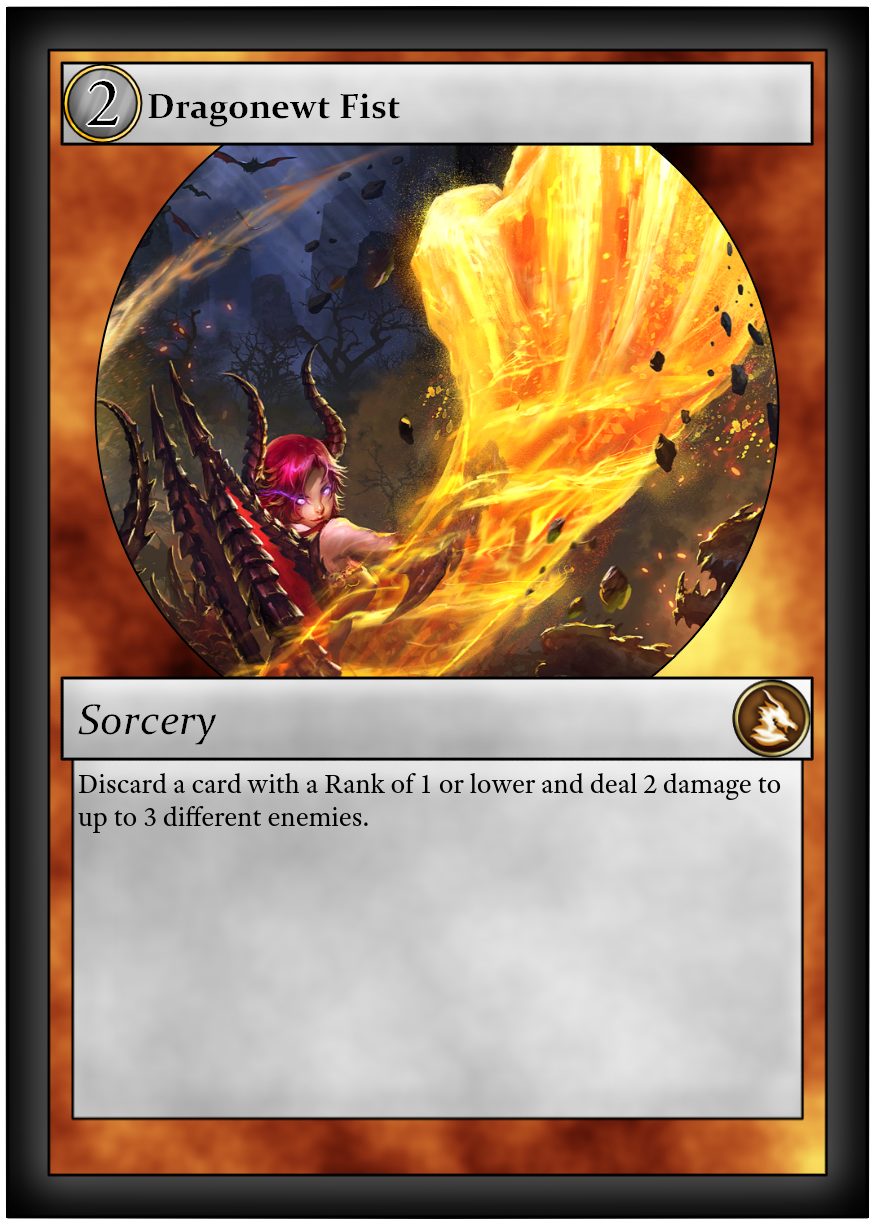 2
Dragonewt Fist
Sorcery
Discard a card with a Rank of 1 or lower and deal 2 damage to
up to 3 different enemies.